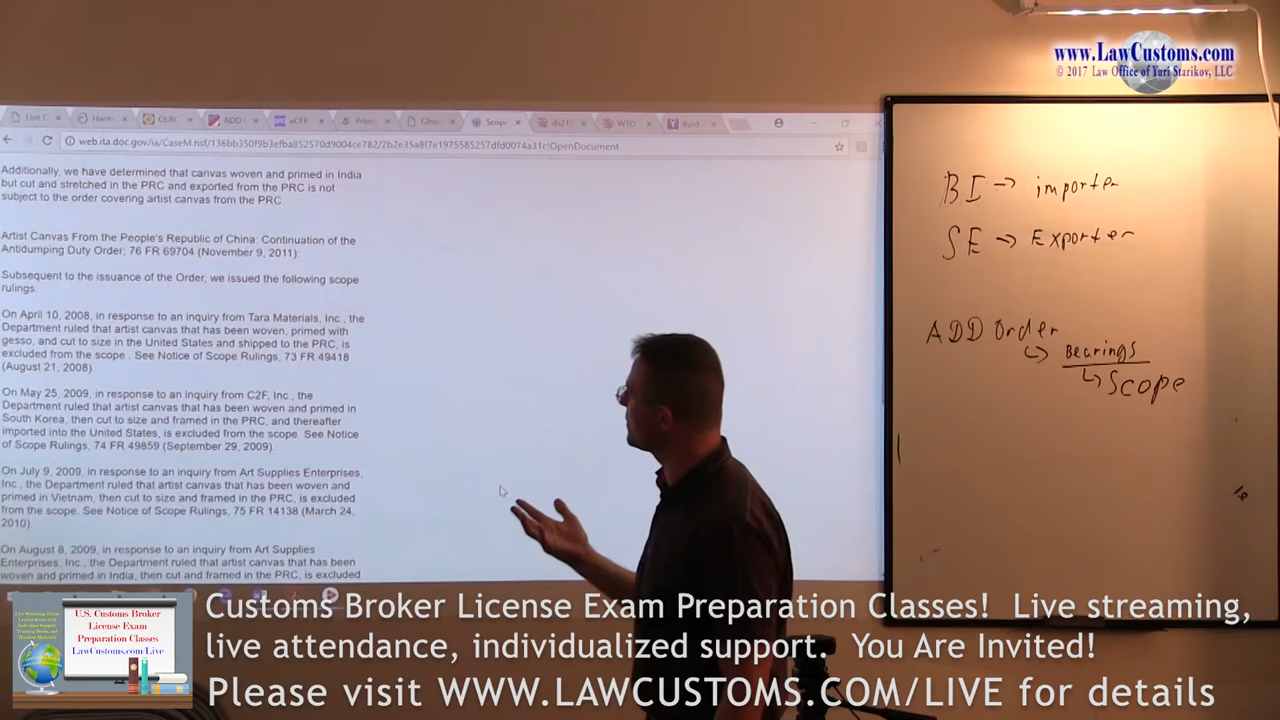 www.LawCustoms.com
© 2017 Law Office of Yuri Starikov, LLC
Live C
Harm
OLRC
ADD
eCFR
Priori
Gloss
Scope
W10
Byrd
web.ita.doc.gov/ia/CaseM.nsf/136bb350f9b3efba852570d9004ce782/2b2e35a8f7e1975585257dfd0074a31c!OpenDocument
Additionally, we have determined that canvas woven and primed in India
but cut and stretched in the PRC and exported from the PRC is not
subject to the order covering artist canvas from the PRC.
Artist Canvas From the People's Republic of China: Continuation of the
Antidumping Duty Order; 76 FR 69704 (November 9, 2011):
Subsequent to the issuance of the Order, we issued the following scope
rulings:
On April 10, 2008, in response to an inquiry from Tara Materials, Inc., the
Department ruled that artist canvas that has been woven, primed with
gesso, and cut to size in the United States and shipped to the PRC, is
excluded from the scope . See Notice of Scope Rulings, 73 FR 49418
(August 21, 2008).
On May 25, 2009, in response to an inquiry from C2F, Inc., the
Department ruled that artist canvas that has been woven and primed in
South Korea, then cut to size and framed in the PRC, and thereafter
imported into the United States, is excluded from the scope. See Notice
of Scope Rulings, 74 FR 49859 (September 29, 2009).
On July 9, 2009, in response to an inquiry from Art Supplies Enterprises,
Inc., the Department ruled that artist canvas that has been woven and
primed in Vietnam, then cut to size and framed in the PRC, is excluded
from the scope. See Notice of Scope Rulings, 75 FR 14138 (March 24,
2010).
On August 8, 2009, in response to an inquiry from Art Supplies
Enterprises, Inc., the Department ruled that artist canvas that has been
woven and primed in India, then cut and framed in the PRC, is excluded
BI → importer
SE → Exporter
ADD Order
↳ Bearings
↳ Scope
U.S. Customs Broker
License Exam
Preparation Classes
LawCustoms.com/Live
Customs Broker License Exam Preparation Classes! Live streaming,
live attendance, individualized support. You Are Invited!
Please visit WWW.LAWCUSTOMS.COM/LIVE for details